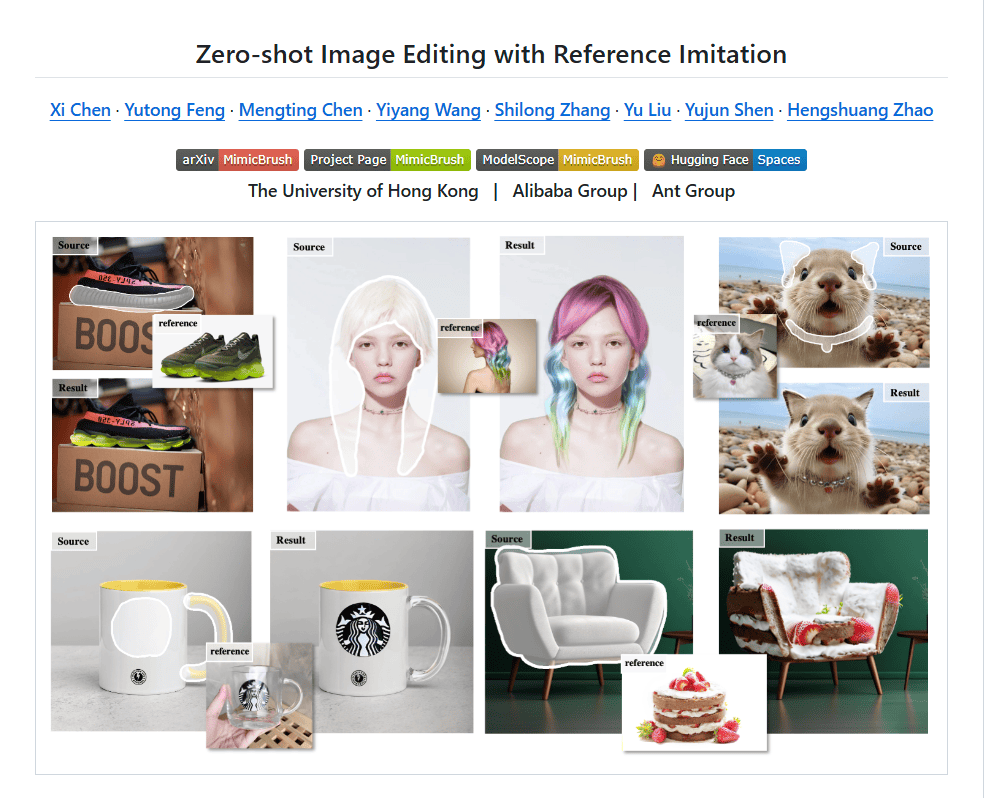 Zero-shot Image Editing with Reference Imitation
Xi Chen · Yutong Feng · Mengting Chen · Yiyang Wang · Shilong Zhang · Yu Liu · Yujun Shen · Hengshuang Zhao
arXiv MimicBrush Project Page MimicBrush ModelScope MimicBrush Hugging Face Spaces
The University of Hong Kong | Alibaba Group | Ant Group
Source
BOOS
reference
Result
BOOST
Source
reference
Result
Source
reference
Result
Source
reference
Result
Source
reference
Result